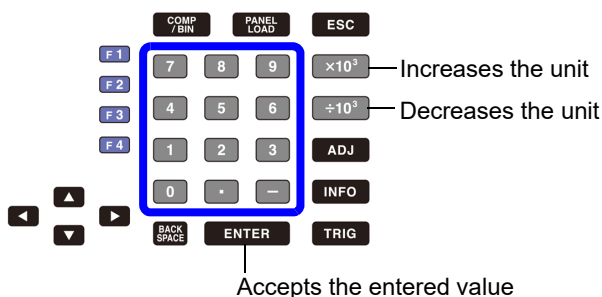 COMP
/BIN
PANEL
LOAD
ESC
F 1
7 8 9
×10³
Increases the unit
F 2
4 5 6
÷10³
Decreases the unit
F 3
F 4
1 2 3
ADJ
0 . −
INFO
BACK
SPACE
ENTER
TRIG
Accepts the entered value